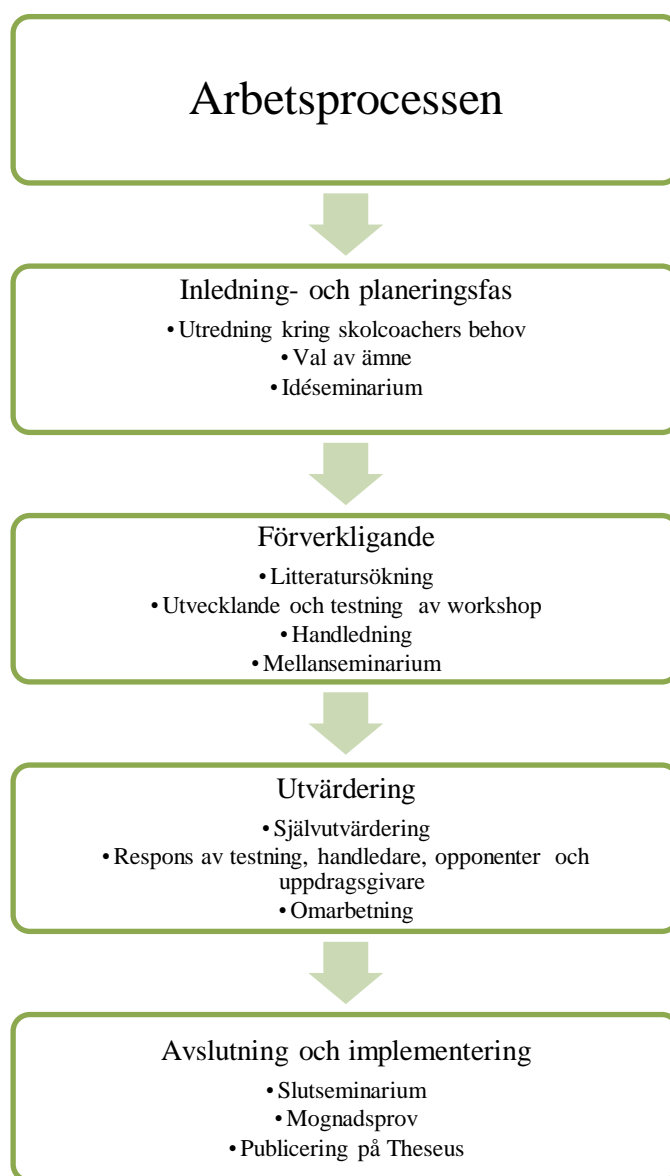 Arbetsprocessen
Inledning- och planeringsfas
• Utredning kring skolcoachers behov
• Val av ämne
• Idéseminarium
Förverkligande
• Litteratursökning
• Utvecklande och testning av workshop
• Handledning
• Mellanseminarium
Utvärdering
• Självutvärdering
• Respons av testning, handledare, opponenter och
uppdragsgivare
• Omarbetning
Avslutning och implementering
• Slutseminarium
• Mognadsprov
• Publicering på Theseus